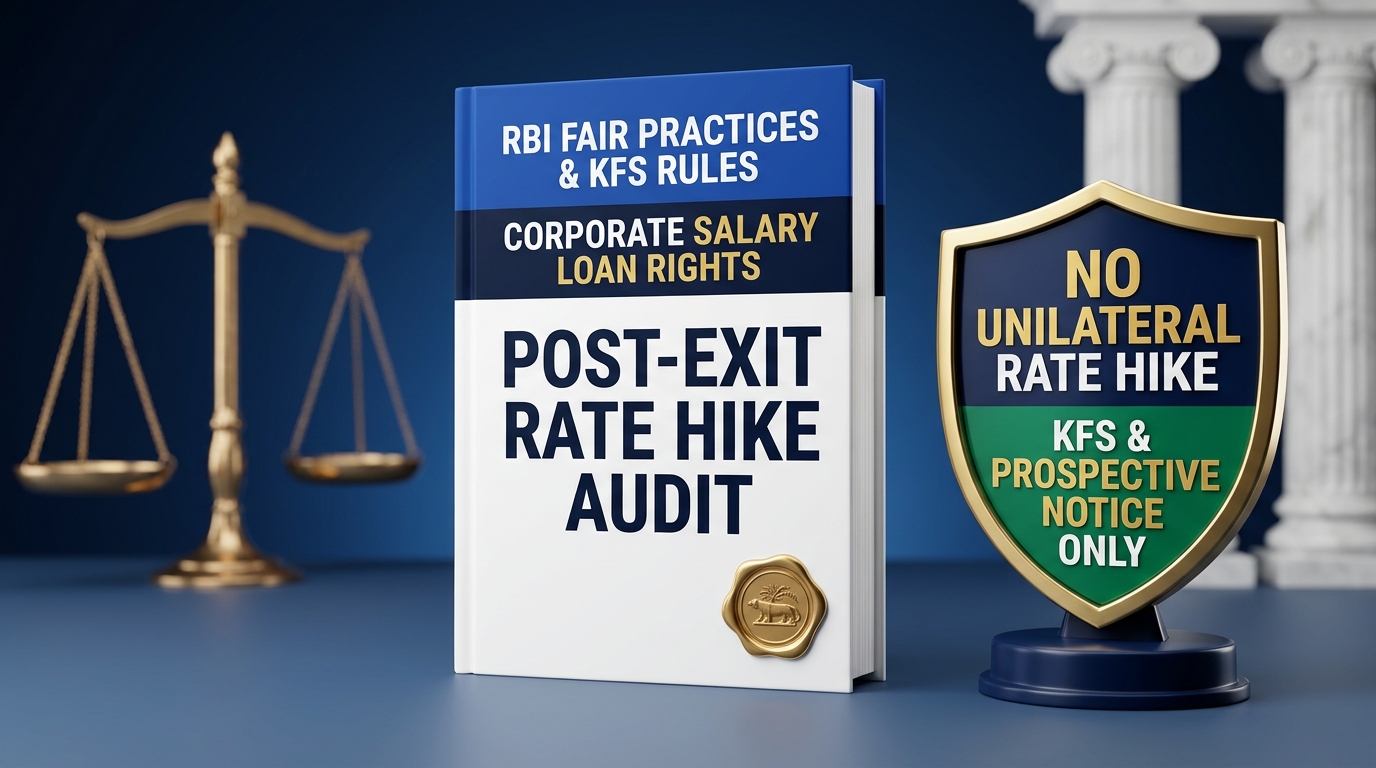 RBI FAIR PRACTICES
& KFS RULES
CORPORATE SALARY
LOAN RIGHTS
POST-EXIT
RATE HIKE
AUDIT
NO
UNILATERAL
RATE HIKE
KFS &
PROSPECTIVE
NOTICE
ONLY